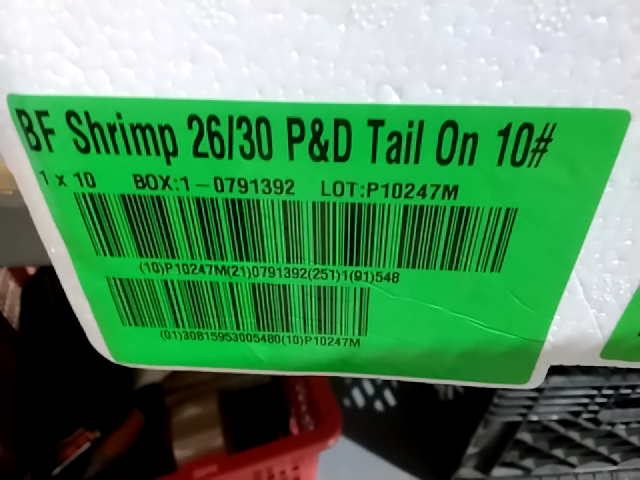 BF Shrimp 26/30 P&D Tail On 10#
1 x 10 BOX:1-0791392 LOT:P10247M
(10)P10247M(21)0791392(251)1(91)548
(01)30815953005480(10)P10247M